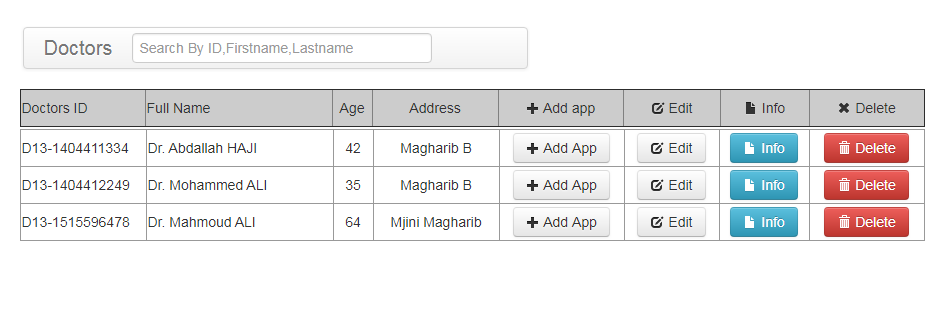 Doctors Search By ID,Firstname,Lastname
Doctors ID Full Name Age Address Add app Edit Info Delete
D13-1404411334 Dr. Abdallah HAJI 42 Magharib B Add App Edit Info Delete
D13-1404412249 Dr. Mohammed ALI 35 Magharib B Add App Edit Info Delete
D13-1515596478 Dr. Mahmoud ALI 64 Mjini Magharib Add App Edit Info Delete